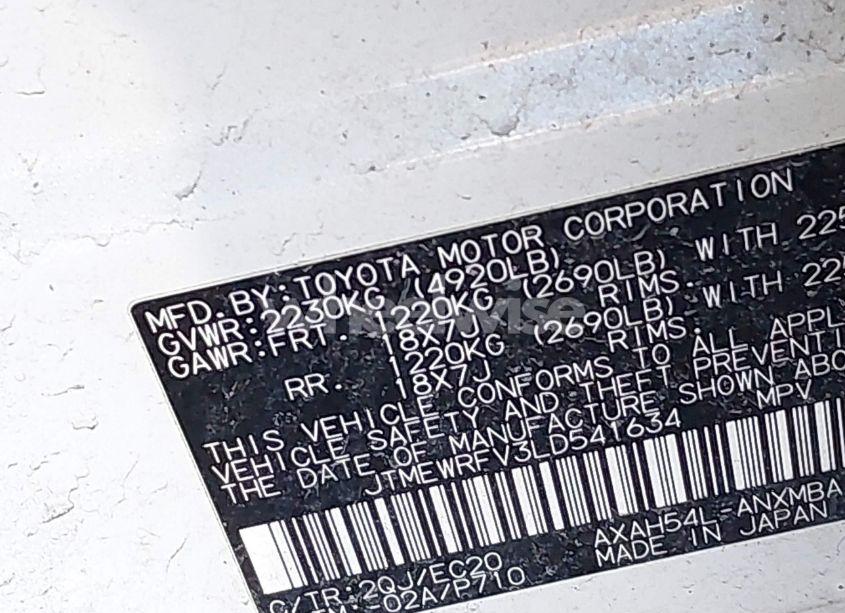 MFD. BY: TOYOTA MOTOR CORPORATION
GVWR: 2230KG (4920LB)
GAWR: FRT. 1220KG (2690LB) WITH 225
18X7J RIMS.
RR. 1220KG (2690LB) WITH 225
18X7J RIMS.
THIS VEHICLE CONFORMS TO ALL APPL
VEHICLE SAFETY AND THEFT PREVENTI
THE DATE OF MANUFACTURE SHOWN ABO
JTMEWRFV3LD541634 MPV
AXAH54L-ANXMBA
MADE IN JAPAN
C/TR: 2QJ/EC20
02A/P710